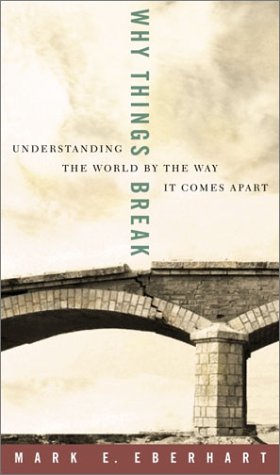 WHY THINGS BREAK
UNDERSTANDING
THE WORLD BY THE WAY
IT COMES APART
MARK E. EBERHART